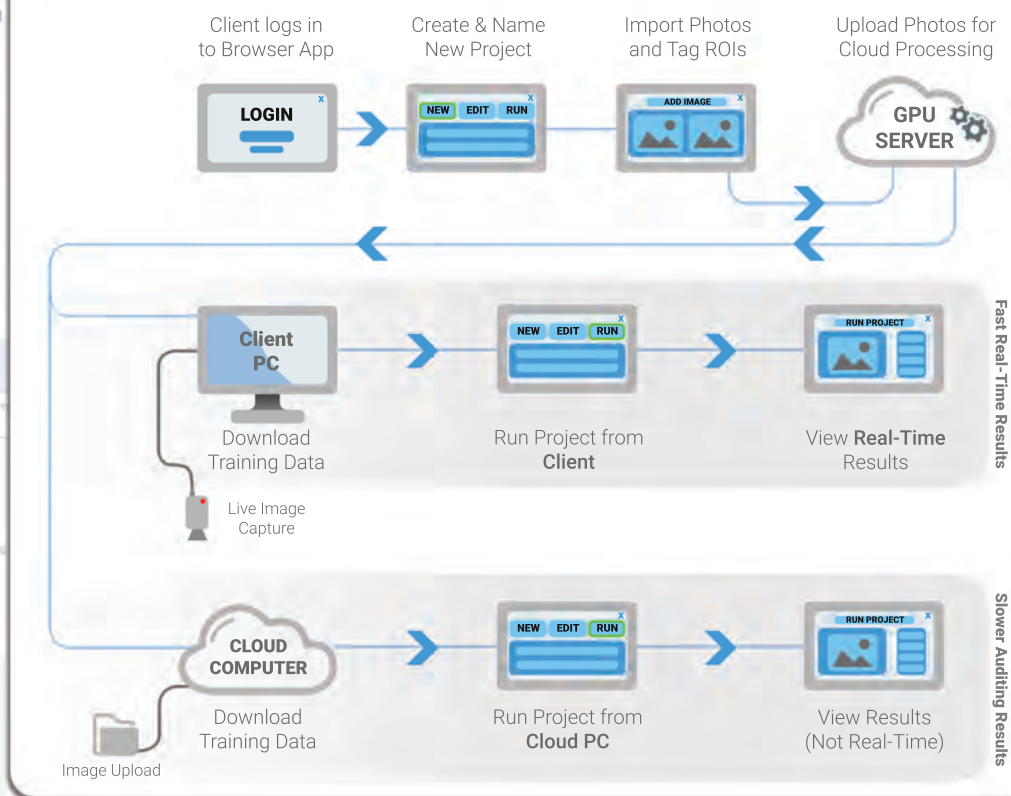 Client logs in
to Browser App
Create & Name
New Project
Import Photos
and Tag ROIs
Upload Photos for
Cloud Processing
X
LOGIN
X
NEW EDIT RUN
ADD IMAGE X
GPU
SERVER
Client
PC
Download
Training Data
Live Image
Capture
X
NEW EDIT RUN
Run Project from
Client
RUN PROJECT X
View Real-Time
Results
Fast Real-Time Results
CLOUD
COMPUTER
Download
Training Data
Image Upload
X
NEW EDIT RUN
Run Project from
Cloud PC
RUN PROJECT X
View Results
(Not Real-Time)
Slower Auditing Results